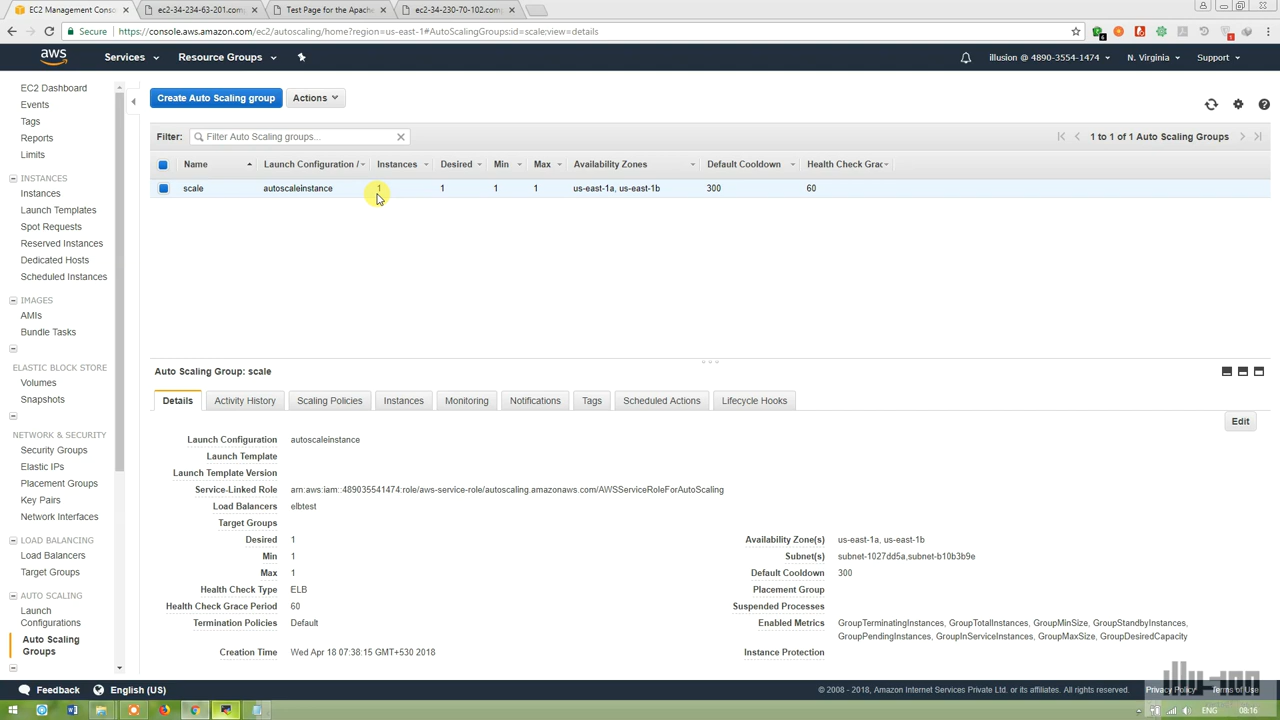 EC2 Management Conso
ec2-34-234-63-201.comp
Test Page for the Apache
ec2-34-230-70-102.com
Secure
https://console.aws.amazon.com/ec2/autoscaling/home?region=us-east-1#AutoScalingGroups:id=scale;view=details
aws
Services
Resource Groups
illusion @ 4890-3554-1474
N. Virginia
Support
EC2 Dashboard
Events
Tags
Reports
Limits
INSTANCES
Instances
Launch Templates
Spot Requests
Reserved Instances
Dedicated Hosts
Scheduled Instances
IMAGES
AMIs
Bundle Tasks
ELASTIC BLOCK STORE
Volumes
Snapshots
NETWORK & SECURITY
Security Groups
Elastic IPs
Placement Groups
Key Pairs
Network Interfaces
LOAD BALANCING
Load Balancers
Target Groups
AUTO SCALING
Launch
Configurations
Auto Scaling
Groups
Create Auto Scaling group
Actions
Filter:
Filter Auto Scaling groups...
1 to 1 of 1 Auto Scaling Groups
Name Launch Configuration / Instances Desired Min Max Availability Zones Default Cooldown Health Check Grac
scale autoscaleinstance 1 1 1 1 us-east-1a, us-east-1b 300 60
Auto Scaling Group: scale
Details
Activity History
Scaling Policies
Instances
Monitoring
Notifications
Tags
Scheduled Actions
Lifecycle Hooks
Edit
Launch Configuration autoscaleinstance
Launch Template
Launch Template Version
Service-Linked Role arn:aws:iam::489035541474:role/aws-service-role/autoscaling.amazonaws.com/AWSServiceRoleForAutoScaling
Load Balancers elbtest
Target Groups
Desired 1
Min 1
Max 1
Health Check Type ELB
Health Check Grace Period 60
Termination Policies Default
Creation Time Wed Apr 18 07:38:15 GMT+530 2018
Availability Zone(s) us-east-1a, us-east-1b
Subnet(s) subnet-1027dd5a,subnet-b10b3b9e
Default Cooldown 300
Placement Group
Suspended Processes
Enabled Metrics GroupTerminatingInstances, GroupTotalInstances, GroupMinSize, GroupStandbyInstances,
GroupPendingInstances, GroupInServiceInstances, GroupMaxSize, GroupDesiredCapacity
Instance Protection
Feedback
English (US)
© 2008 - 2018, Amazon Internet Services Private Ltd. or its affiliates. All rights reserved.
Privacy Policy
Terms of Use
ENG
08:16